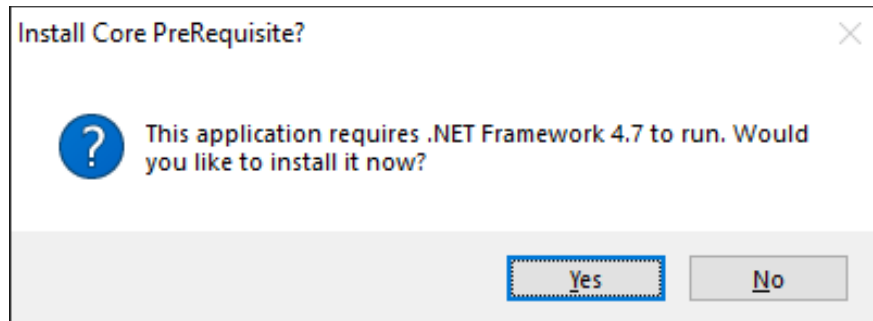 Install Core PreRequisite?
This application requires .NET Framework 4.7 to run. Would
you like to install it now?
Yes
No